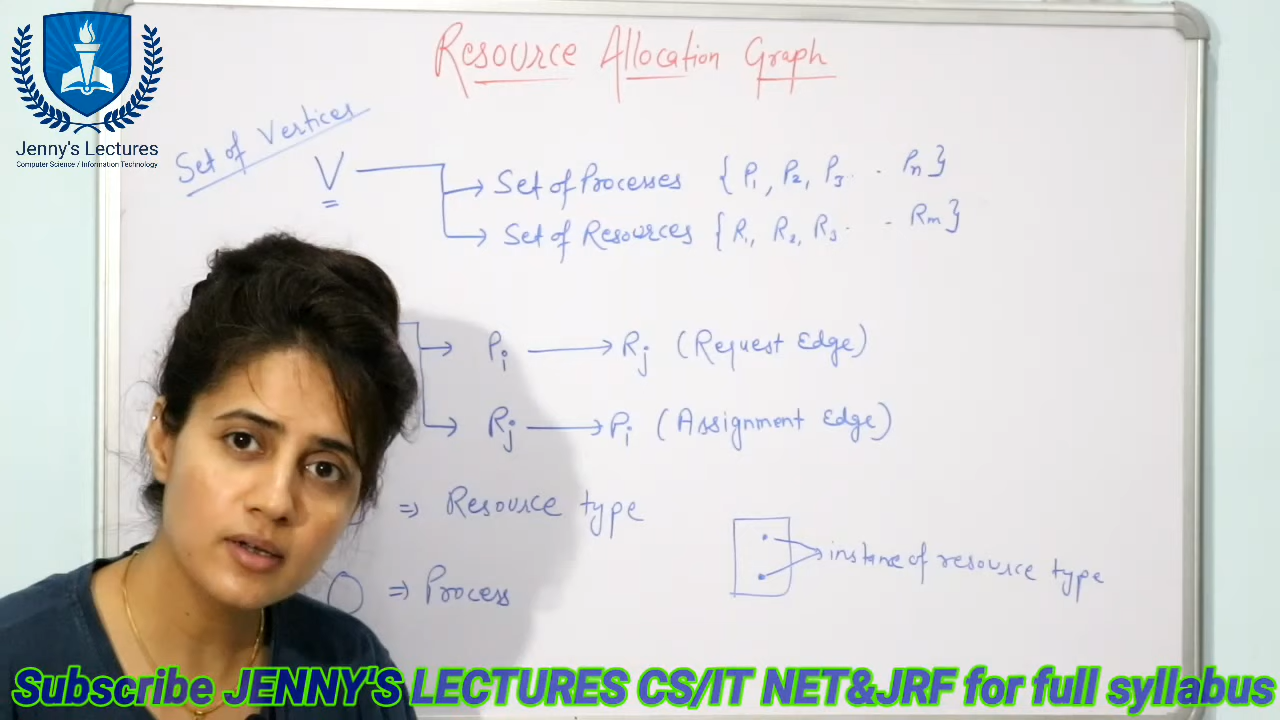 Resource Allocation Graph
Jenny's Lectures
Computer Science / Information Technology
Set of Vertices
V
Set of Processes { P1, P2, P3 . . Pn }
Set of Resources { R1, R2, R3 . . Rm }
Pi → Rj (Request Edge)
Rj → Pi (Assignment Edge)
⇒ Resource type
⇒ Process
instance of resource type
Subscribe JENNY'S LECTURES CS/IT NET&JRF for full syllabus